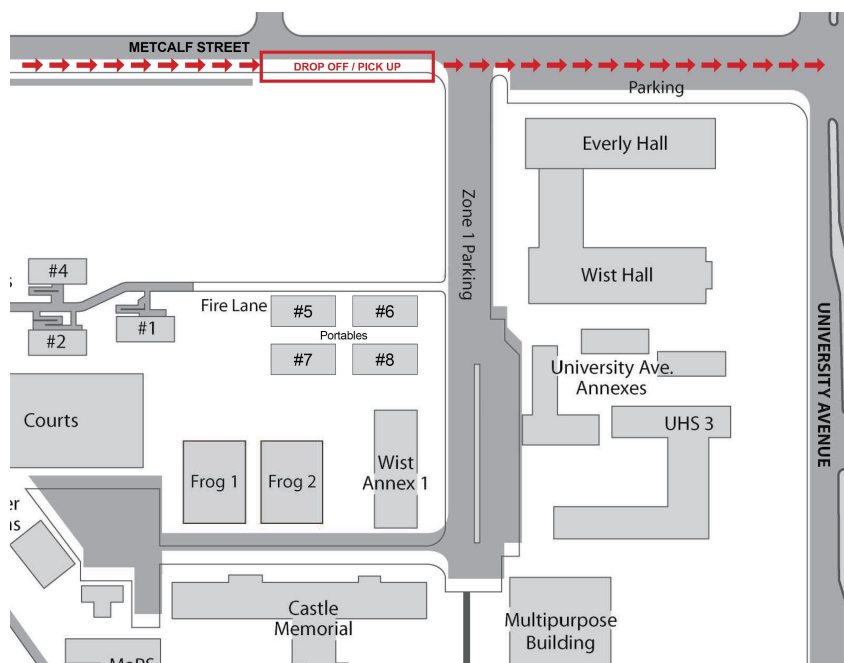 METCALF STREET
DROP OFF / PICK UP
Parking
Everly Hall
Zone 1 Parking
Wist Hall
#4
#1
#2
Fire Lane
#5
#6
Portables
#7
#8
UNIVERSITY AVENUE
University Ave.
Annexes
UHS 3
Courts
Frog 1
Frog 2
Wist
Annex 1
Castle
Memorial
Multipurpose
Building